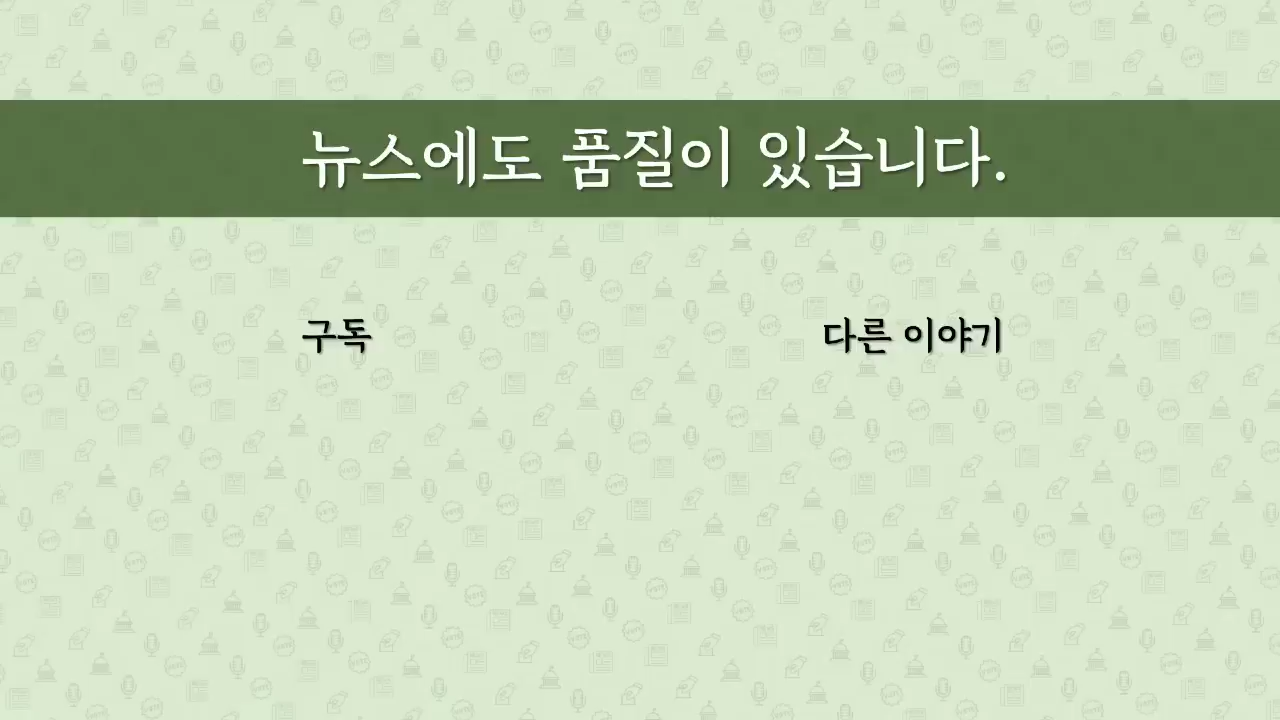 뉴스에도 품질이 있습니다.
구독
다른 이야기